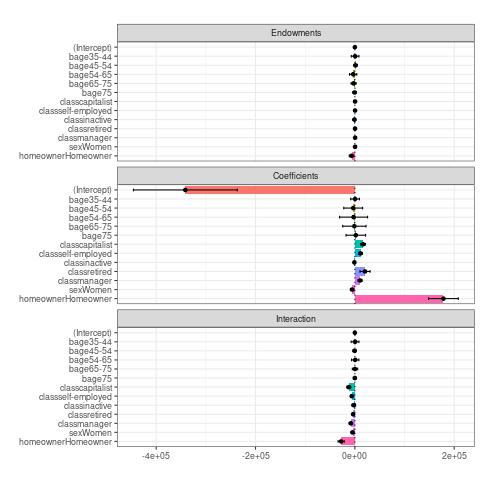 Endowments
(Intercept)
bage35-44
bage45-54
bage54-65
bage65-75
bage75
classcapitalist
classself-employed
classinactive
classretired
classmanager
sexWomen
homeownerHomeowner
Coefficients
(Intercept)
bage35-44
bage45-54
bage54-65
bage65-75
bage75
classcapitalist
classself-employed
classinactive
classretired
classmanager
sexWomen
homeownerHomeowner
Interaction
(Intercept)
bage35-44
bage45-54
bage54-65
bage65-75
bage75
classcapitalist
classself-employed
classinactive
classretired
classmanager
sexWomen
homeownerHomeowner
-4e+05 -2e+05 0e+00 2e+05